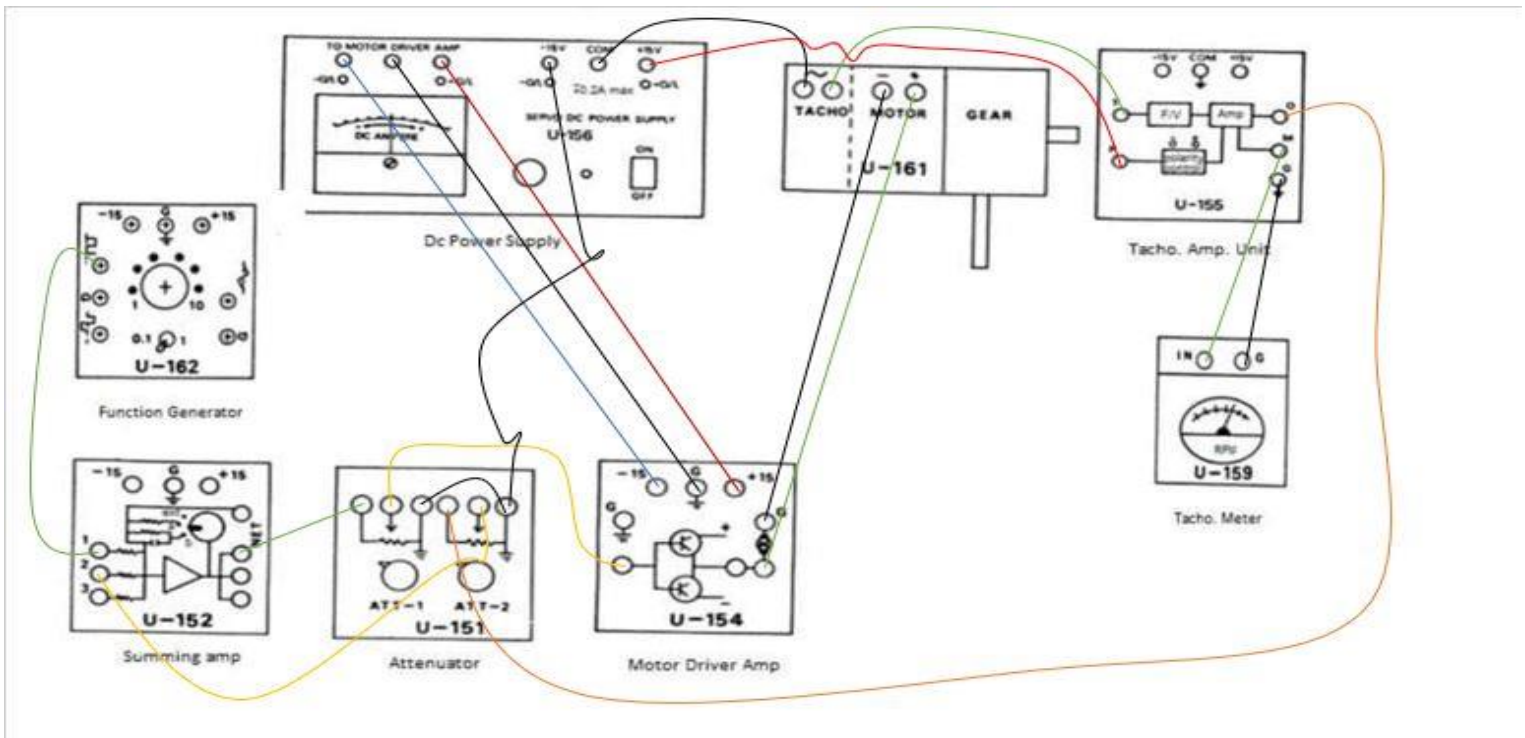 TO MOTOR DRIVER AMP
-15V COM +15V
-O/L -O/L
-O/L 0.2A max -O/L
SERVO DC POWER SUPPLY
U-156
DC AMPERE
ON
OFF
Dc Power Supply
TACHO MOTOR GEAR
- +
U-161
-15V COM +15V
F/V Amp O
M
polarity
G
U-155
Tacho. Amp. Unit
-15 G +15
1 10
0.1 1 G
U-162
Function Generator
IN G
RPM
U-159
Tacho. Meter
-15 G +15
1
2
3
U-152
Summing amp
ATT-1 ATT-2
U-151
Attenuator
-15 G +15
G G
+
-
U-154
Motor Driver Amp